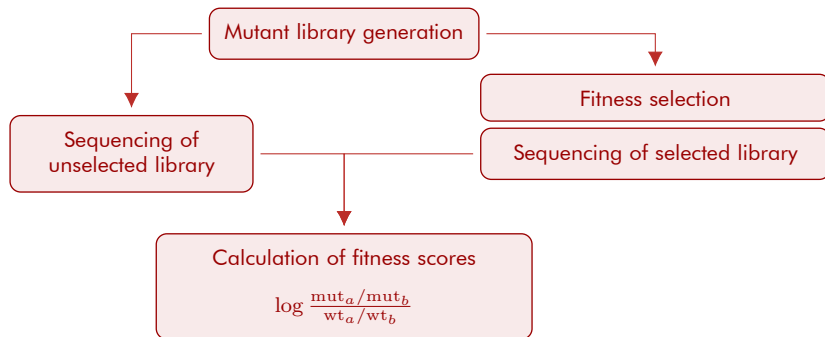 Mutant library generation
Fitness selection
Sequencing of
unselected library
Sequencing of selected library
Calculation of fitness scores
log mut_a/mut_b
wt_a/wt_b